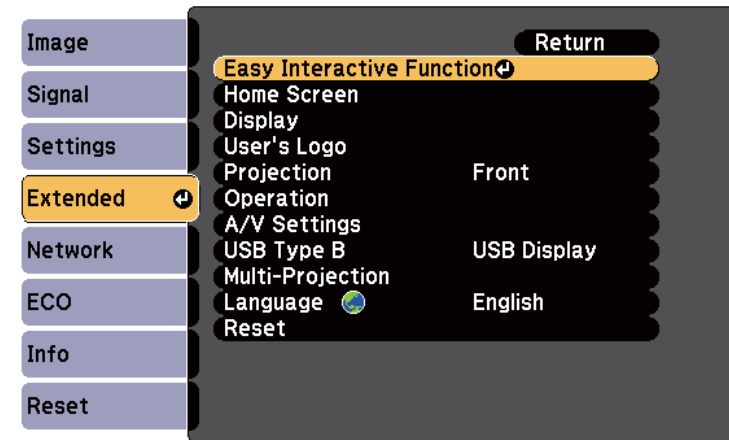 Image
Signal
Settings
Extended
Network
ECO
Info
Reset
Return
Easy Interactive Function
Home Screen
Display
User's Logo
Projection Front
Operation
A/V Settings
USB Type B USB Display
Multi-Projection
Language English
Reset